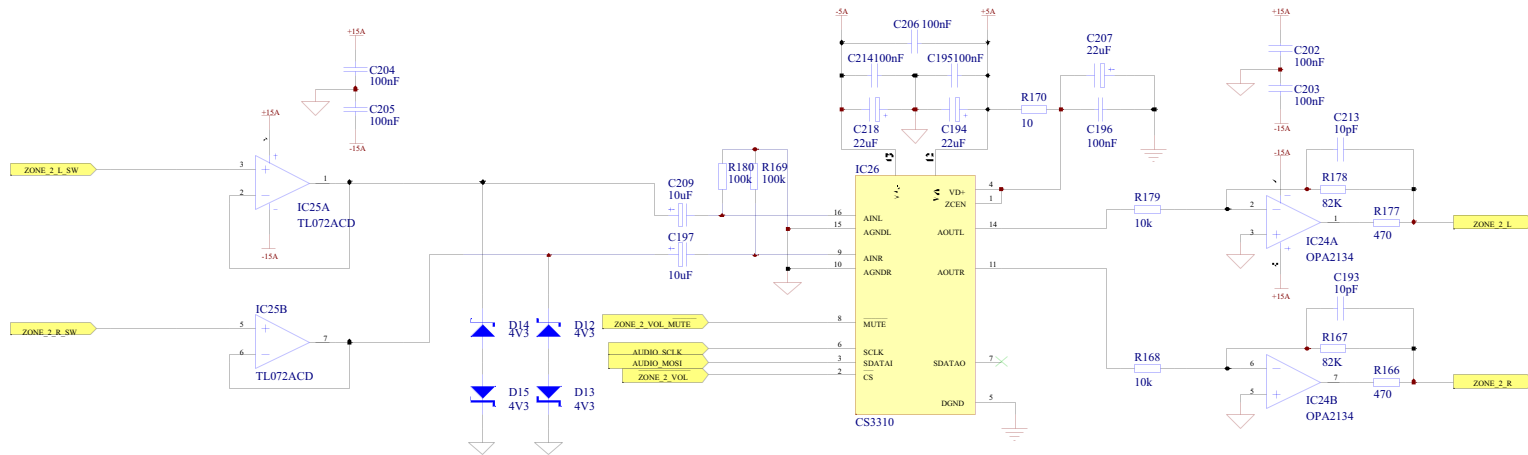 -5A
+5A
C206 100nF
C214 100nF
C195 100nF
C218
22uF
C194
22uF
R170
10
C207
22uF
C196
100nF
+15A
C204
100nF
C205
100nF
-15A
+15A
C202
100nF
C203
100nF
-15A
ZONE_2_L_SW
3
2
1
+15A
-15A
IC25A
TL072ACD
ZONE_2_R_SW
5
6
7
IC25B
TL072ACD
D14
4V3
D12
4V3
D15
4V3
D13
4V3
C209
10uF
C197
10uF
R180
100k
R169
100k
IC26
16
AINL
15
AGNDL
9
AINR
10
AGNDR
8
MUTE
6
SCLK
3
SDATAI
2
CS
4
VD+
1
ZCEN
14
AOUTL
11
AOUTR
7
SDATAO
5
DGND
CS3310
ZONE_2_VOL_MUTE
AUDIO_SCLK
AUDIO_MOSI
ZONE_2_VOL
R179
10k
R168
10k
C213
10pF
R178
82K
-15A
2
3
1
IC24A
OPA2134
+15A
R177
470
ZONE_2_L
C193
10pF
R167
82K
6
5
7
IC24B
OPA2134
R166
470
ZONE_2_R